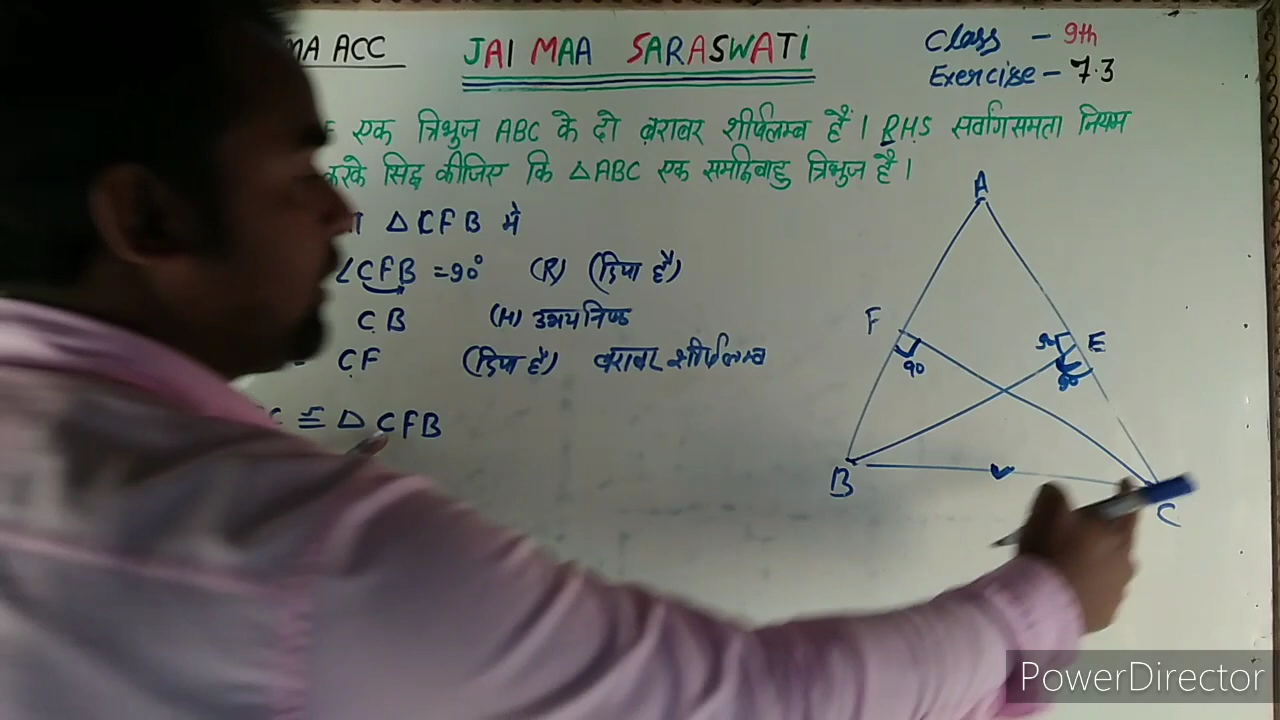 MA ACC
JAI MAA SARASWATI
Class - 9th
Exercise - 7.3
एक त्रिभुज ABC के दो बराबर शीर्षलम्ब हैं। RHS सर्वांगसमता नियम
करके सिद्ध कीजिए कि △ABC एक समद्विबाहु त्रिभुज है।
△CFB में
∠CFB = 90° (R) (दिया है)
CB (H) उभयनिष्ठ
CF (दिया है) बराबर शीर्षलम्ब
≅ △CFB
A
F
E
90
90
B
C
PowerDirector